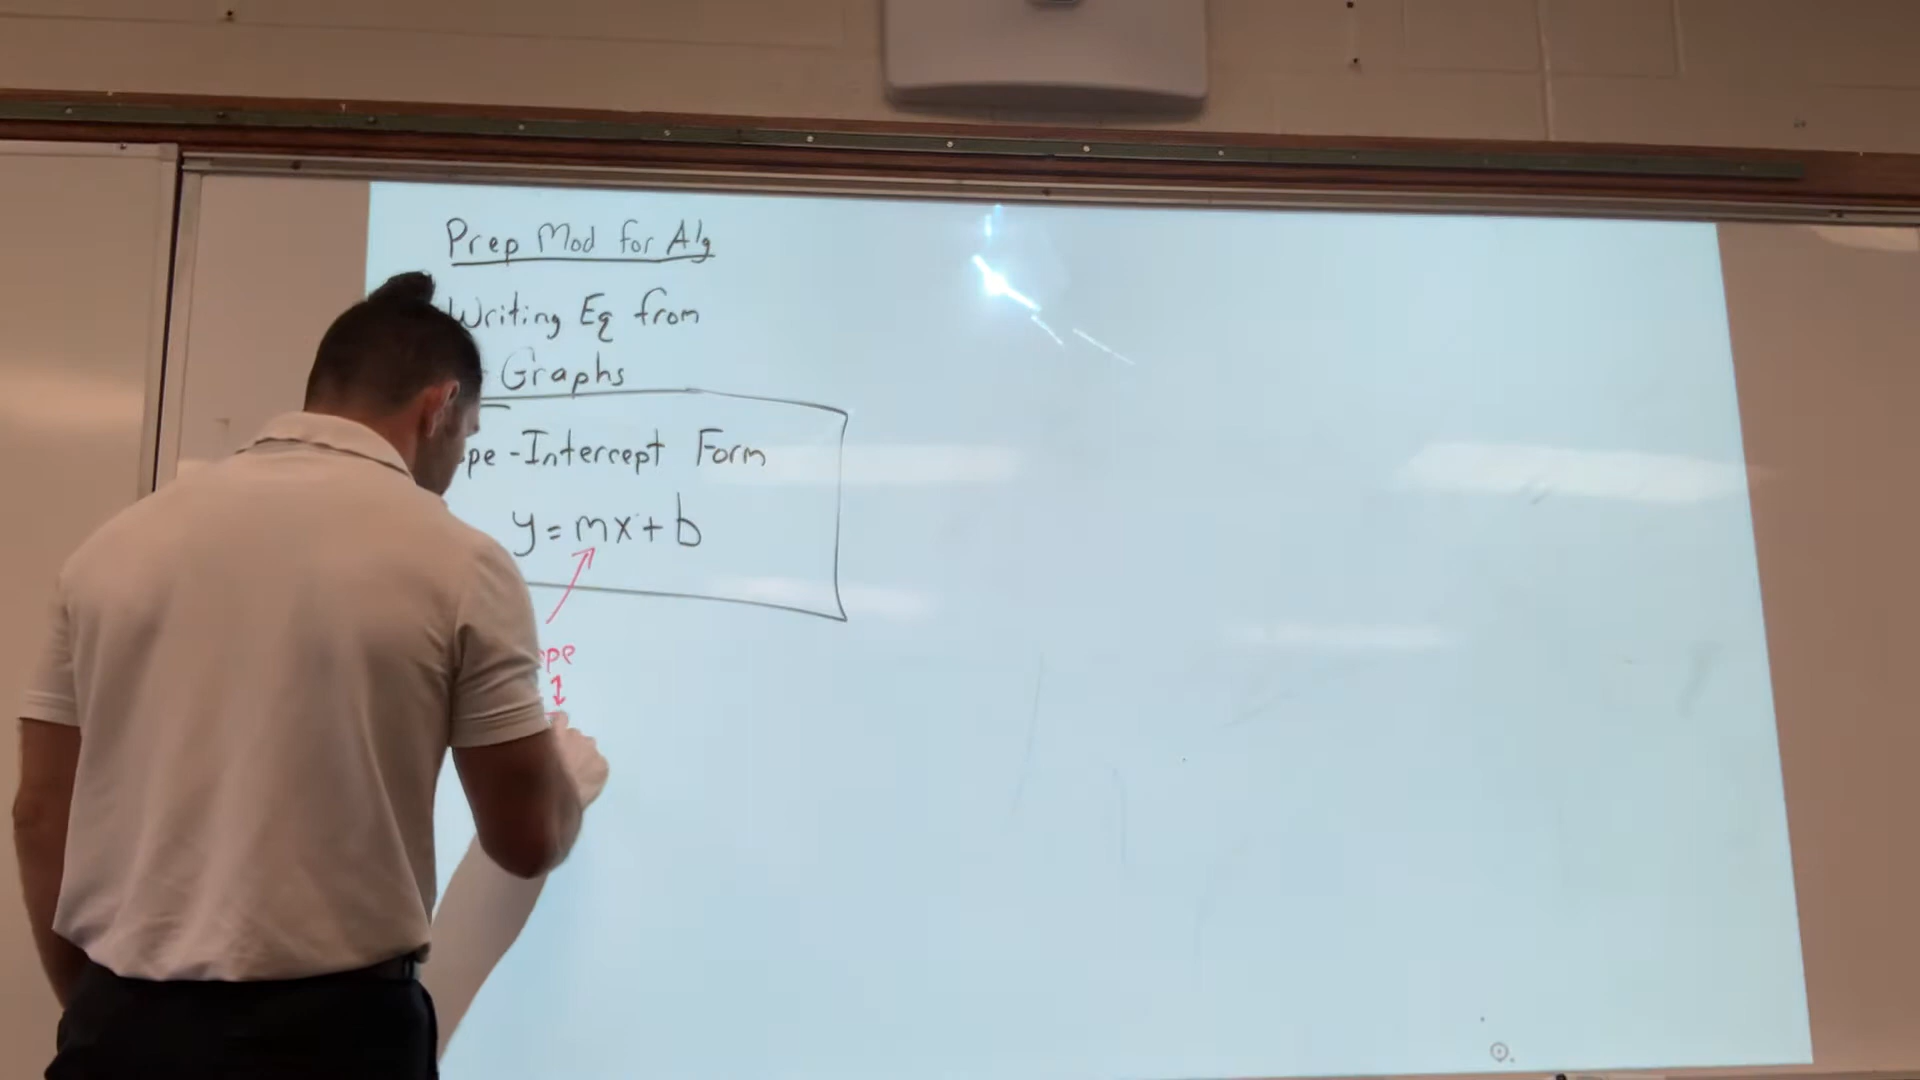 Prep Mod for Alg
Writing Eq from
Graphs
pe-Intercept Form
y = mx + b
pe